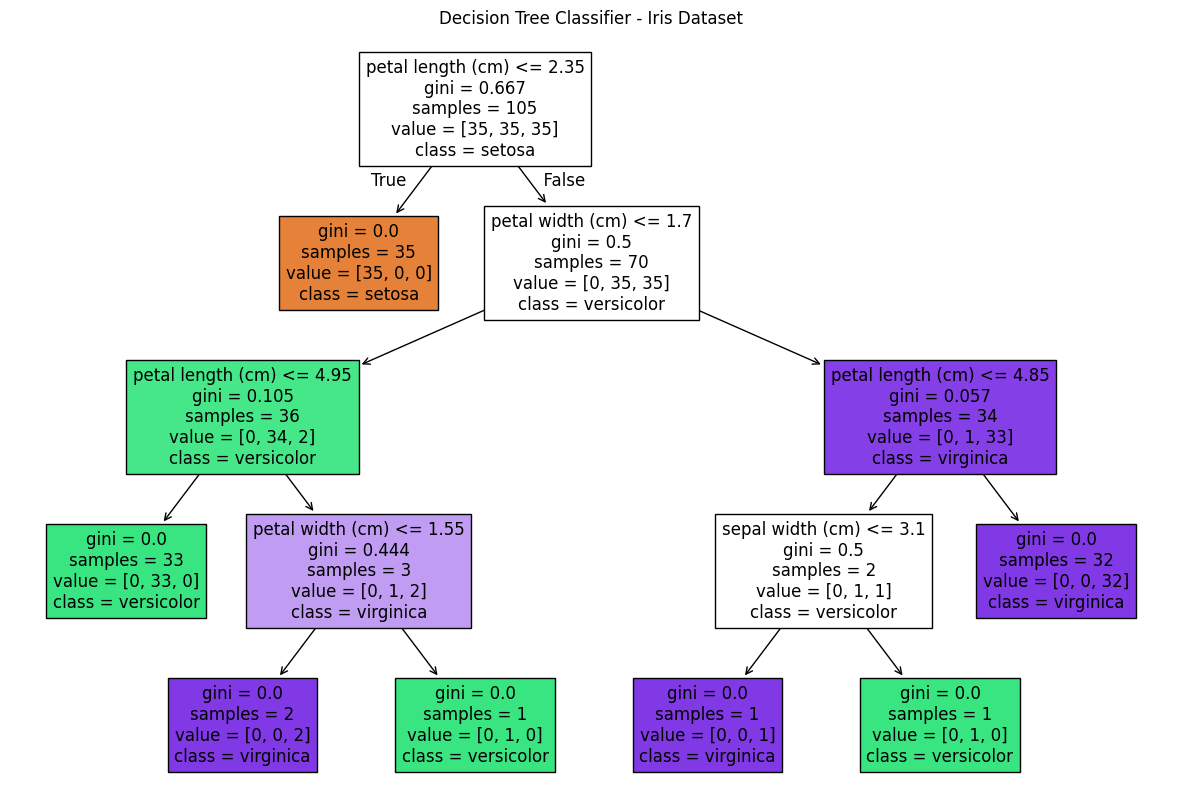 Decision Tree Classifier - Iris Dataset
petal length (cm) <= 2.35
gini = 0.667
samples = 105
value = [35, 35, 35]
class = setosa
True
False
gini = 0.0
samples = 35
value = [35, 0, 0]
class = setosa
petal width (cm) <= 1.7
gini = 0.5
samples = 70
value = [0, 35, 35]
class = versicolor
petal length (cm) <= 4.95
gini = 0.105
samples = 36
value = [0, 34, 2]
class = versicolor
petal length (cm) <= 4.85
gini = 0.057
samples = 34
value = [0, 1, 33]
class = virginica
gini = 0.0
samples = 33
value = [0, 33, 0]
class = versicolor
petal width (cm) <= 1.55
gini = 0.444
samples = 3
value = [0, 1, 2]
class = virginica
sepal width (cm) <= 3.1
gini = 0.5
samples = 2
value = [0, 1, 1]
class = versicolor
gini = 0.0
samples = 32
value = [0, 0, 32]
class = virginica
gini = 0.0
samples = 2
value = [0, 0, 2]
class = virginica
gini = 0.0
samples = 1
value = [0, 1, 0]
class = versicolor
gini = 0.0
samples = 1
value = [0, 0, 1]
class = virginica
gini = 0.0
samples = 1
value = [0, 1, 0]
class = versicolor